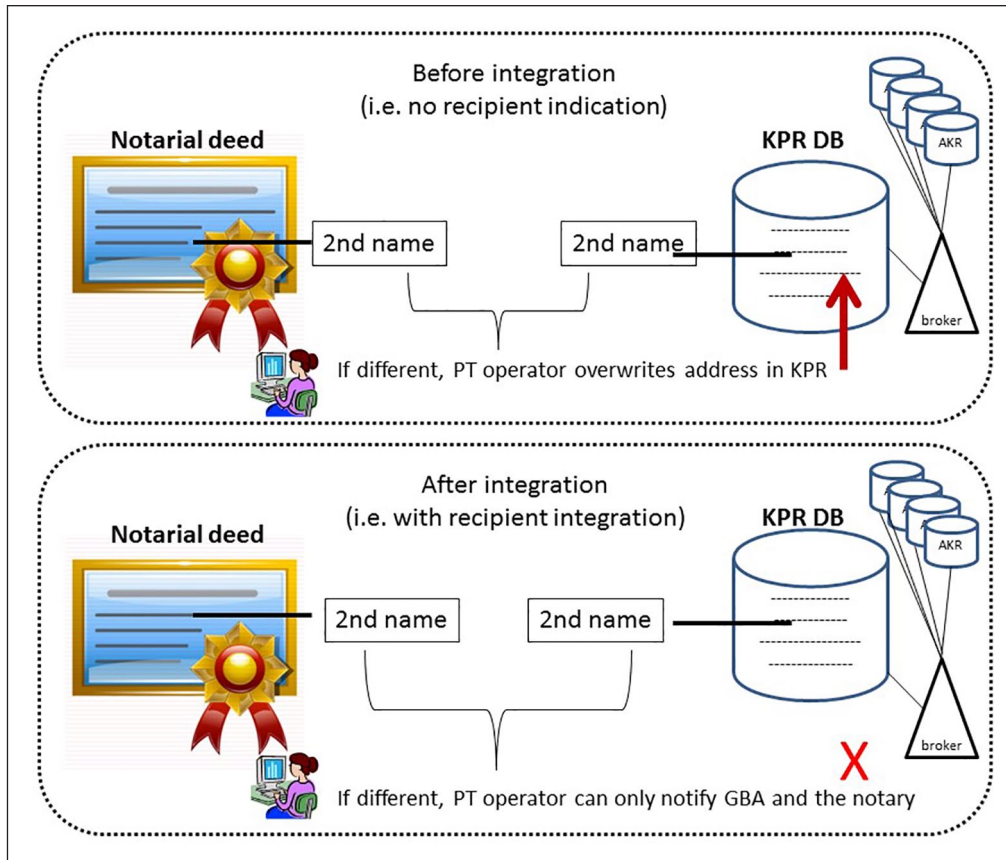 Before integration
(i.e. no recipient indication)
Notarial deed
KPR DB
AKR
2nd name
2nd name
broker
If different, PT operator overwrites address in KPR
After integration
(i.e. with recipient integration)
Notarial deed
KPR DB
AKR
2nd name
2nd name
broker
X
If different, PT operator can only notify GBA and the notary